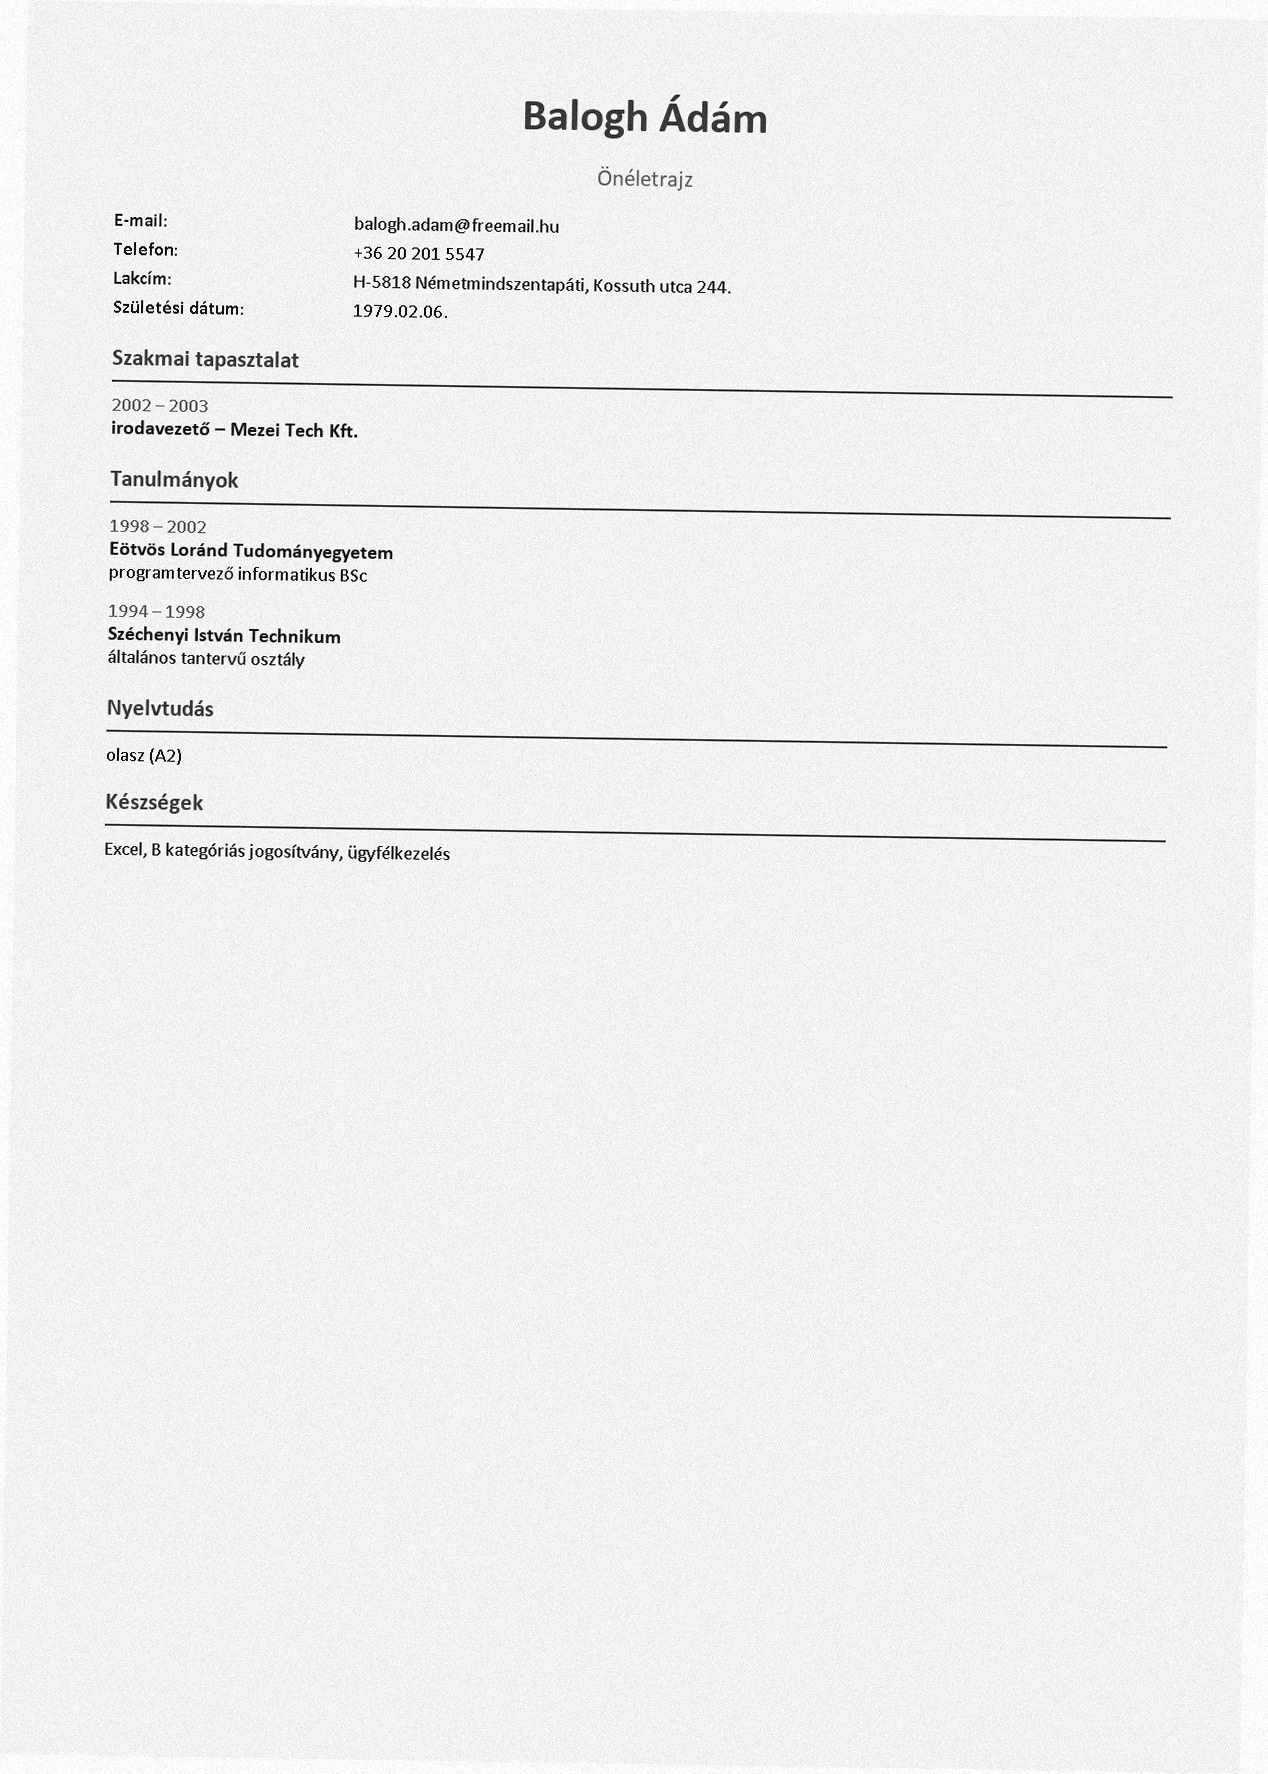 Balogh Ádám
Önéletrajz
E-mail: balogh.adam@freemail.hu
Telefon: +36 20 201 5547
Lakcím: H-5818 Németmindszentapáti, Kossuth utca 244.
Születési dátum: 1979.02.06.
Szakmai tapasztalat
2002 – 2003
irodavezető – Mezei Tech Kft.
Tanulmányok
1998 – 2002
Eötvös Loránd Tudományegyetem
programtervező informatikus BSc
1994 – 1998
Széchenyi István Technikum
általános tantervű osztály
Nyelvtudás
olasz (A2)
Készségek
Excel, B kategóriás jogosítvány, ügyfélkezelés